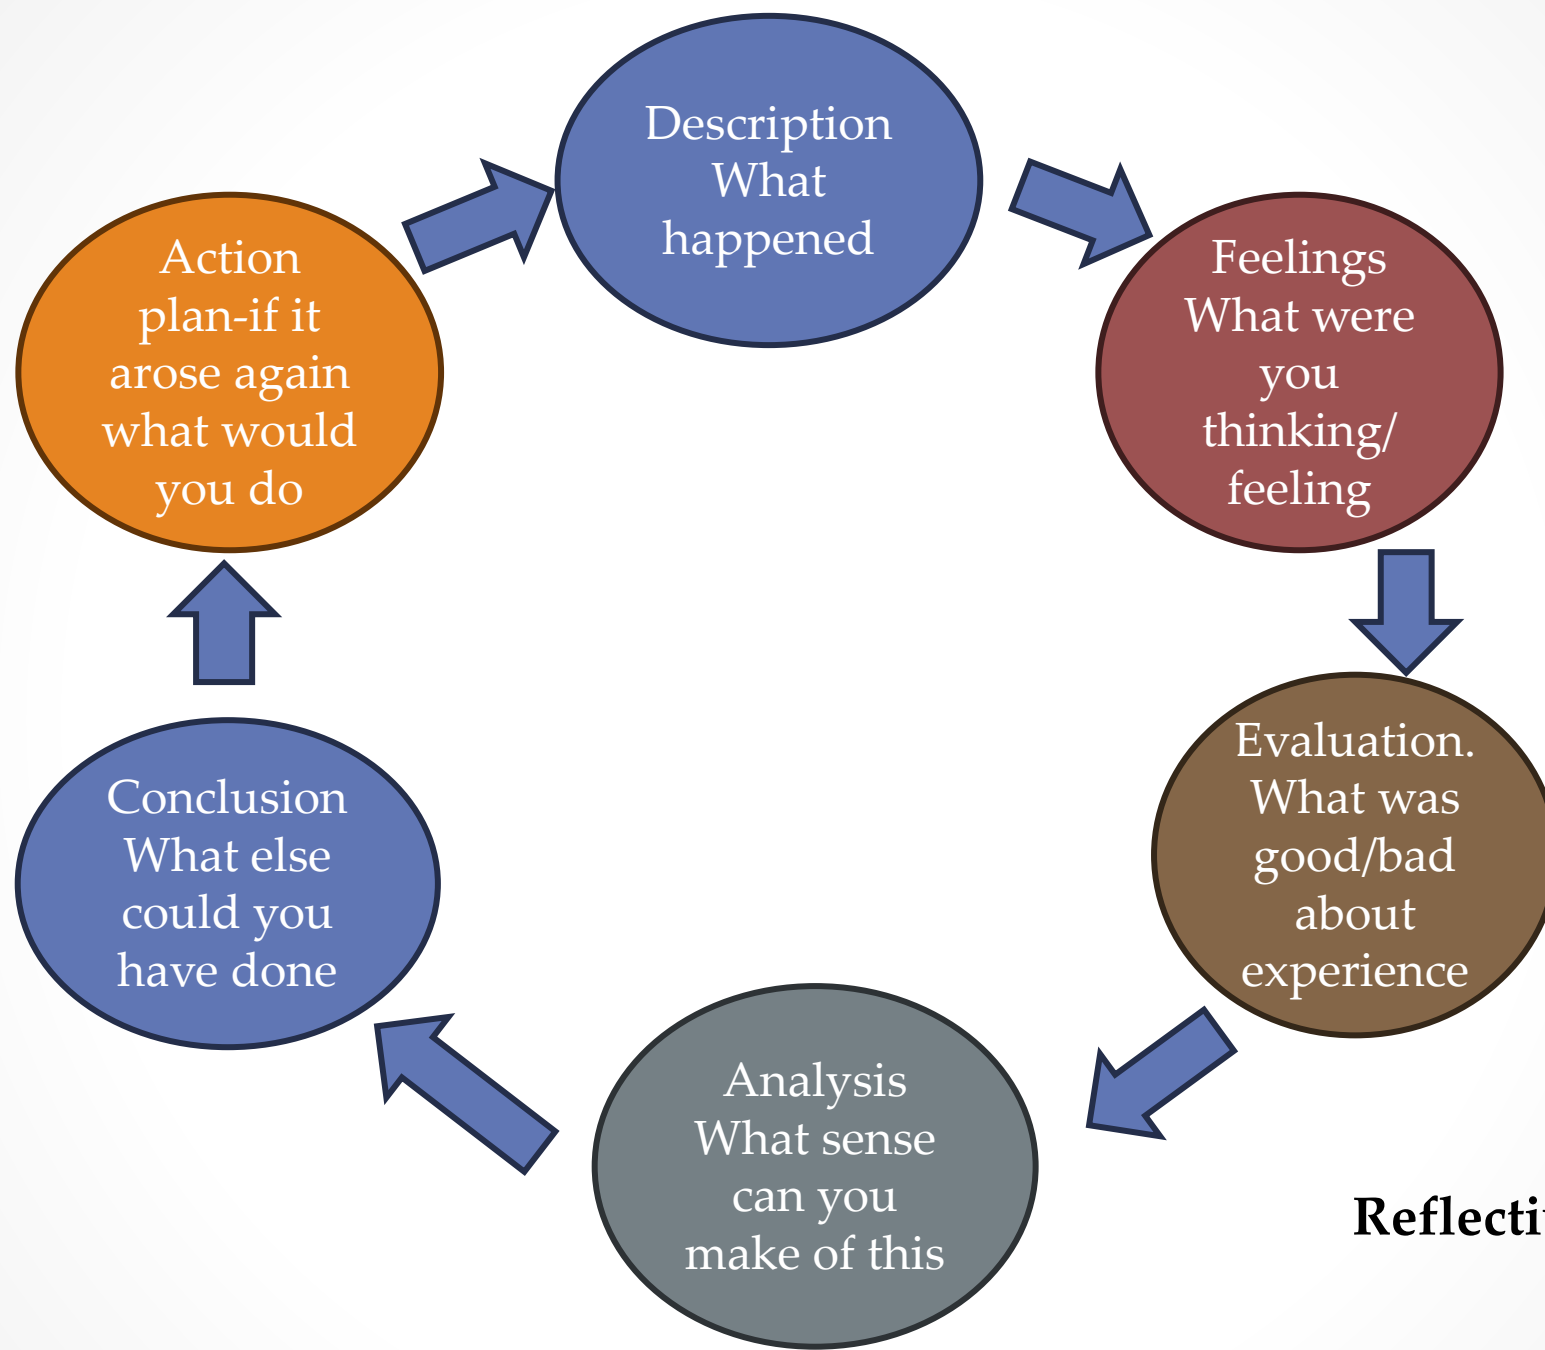 Description
What
happened
Feelings
What were
you
thinking/
feeling
Evaluation.
What was
good/bad
about
experience
Analysis
What sense
can you
make of this
Conclusion
What else
could you
have done
Action
plan-if it
arose again
what would
you do